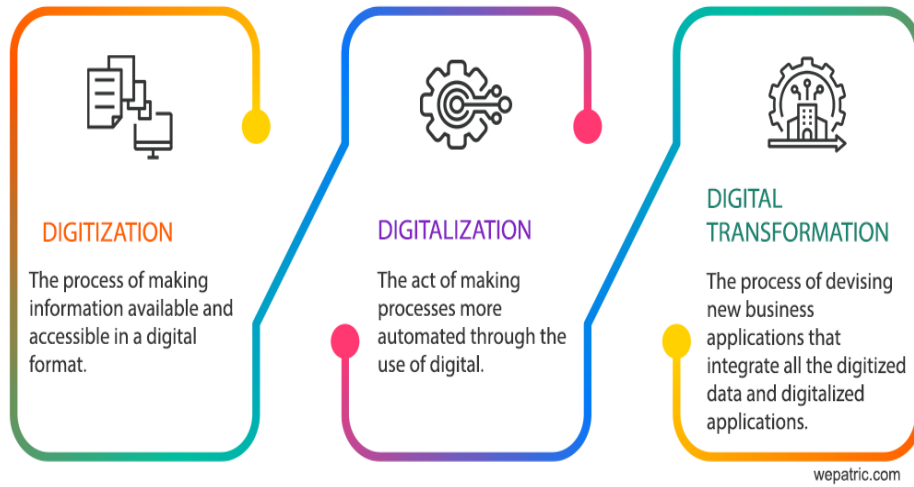 DIGITIZATION
The process of making
information available and
accessible in a digital
format.
DIGITALIZATION
The act of making
processes more
automated through the
use of digital.
DIGITAL
TRANSFORMATION
The process of devising
new business
applications that
integrate all the digitized
data and digitalized
applications.
wepatric.com